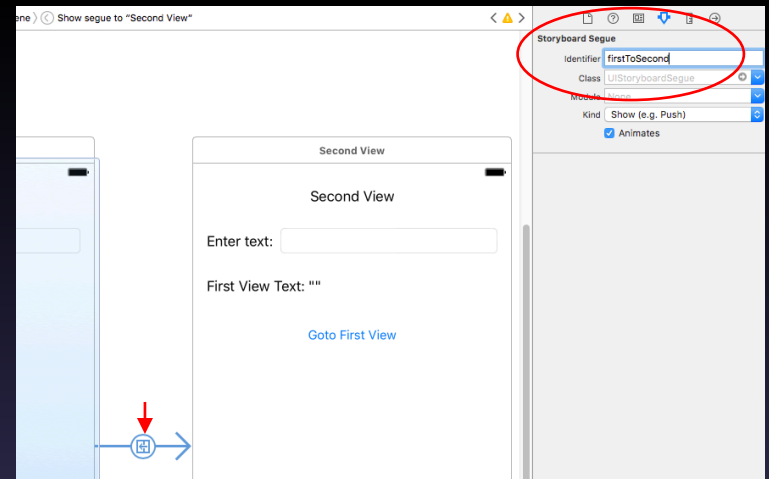 ene 〉 Show segue to "Second View"
Storyboard Segue
Identifier firstToSecond
Class UIStoryboardSegue
Module None
Kind Show (e.g. Push)
Animates
Second View
Second View
Enter text:
First View Text: ""
Goto First View